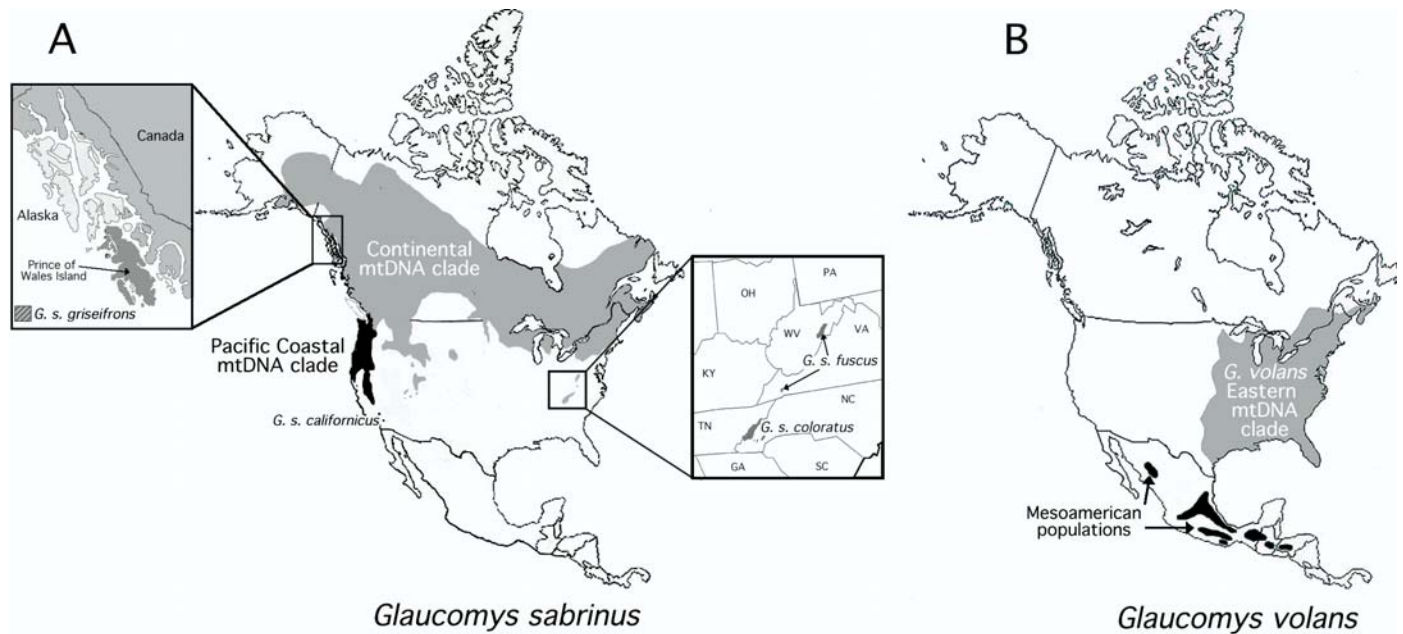 A
Canada
Alaska
Prince of
Wales Island
G. s. griseifrons
Continental
mtDNA clade
Pacific Coastal
mtDNA clade
G. s. californicus
PA
OH
WV
VA
G. s. fuscus
KY
NC
TN
G. s. coloratus
GA
SC
Glaucomys sabrinus
B
G. volans
Eastern
mtDNA
clade
Mesoamerican
populations
Glaucomys volans